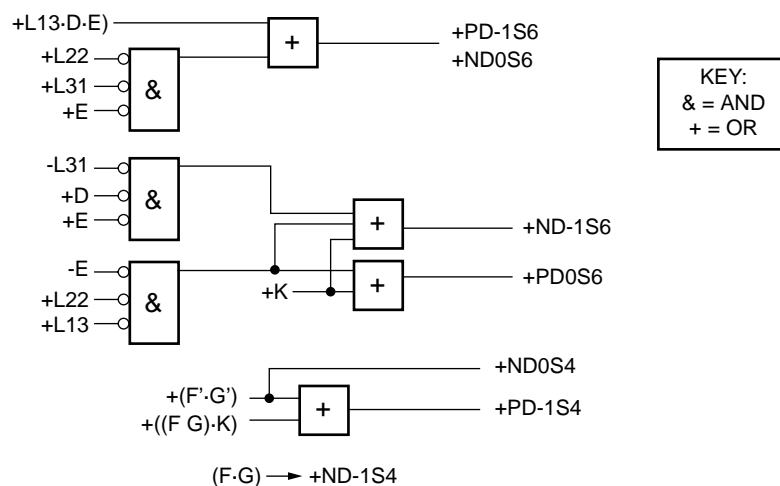 +L13·D·E)
+
+PD-1S6
+ND0S6
+L22
+L31
+E
&
KEY:
& = AND
+ = OR
-L31
+D
+E
&
+
+ND-1S6
-E
+L22
+L13
&
+K
+
+PD0S6
+ND0S4
+(F'·G')
+((F G)·K)
+
+PD-1S4
(F·G)
+ND-1S4